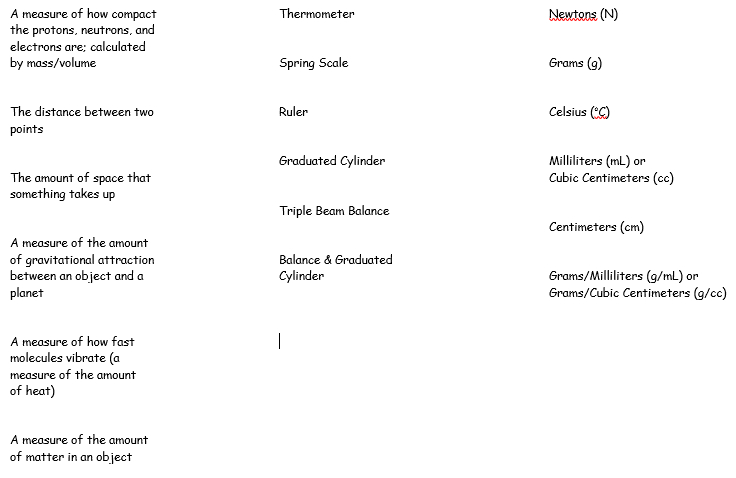 A measure of how compact
the protons, neutrons, and
electrons are; calculated
by mass/volume
The distance between two
points
The amount of space that
something takes up
A measure of the amount
of gravitational attraction
between an object and a
planet
A measure of how fast
molecules vibrate (a
measure of the amount
of heat)
A measure of the amount
of matter in an object
Thermometer
Spring Scale
Ruler
Graduated Cylinder
Triple Beam Balance
Balance & Graduated
Cylinder
Newtons (N)
Grams (g)
Celsius (°C)
Milliliters (mL) or
Cubic Centimeters (cc)
Centimeters (cm)
Grams/Milliliters (g/mL) or
Grams/Cubic Centimeters (g/cc)